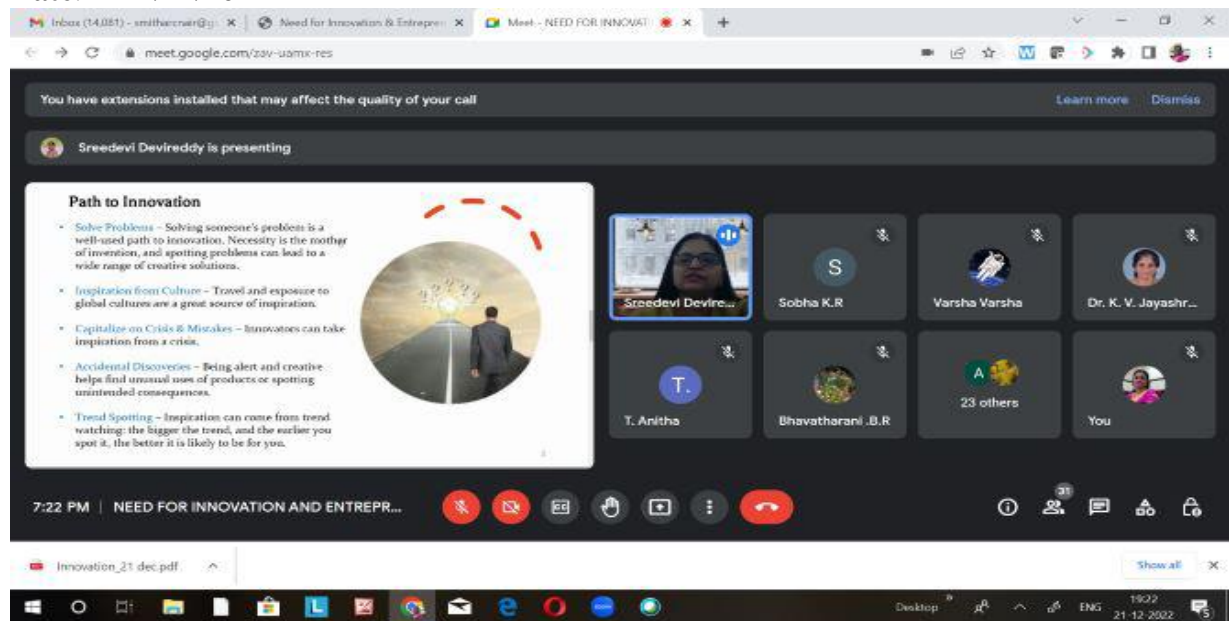 Inbox (14,081) - smitharcnair@g
Need for Innovation & Entrepre
Meet - NEED FOR INNOVAT
meet.google.com/zav-uamx-res
You have extensions installed that may affect the quality of your call
Learn more
Dismiss
Sreedevi Devireddy is presenting
Path to Innovation
• Solve Problems – Solving someone's problem is a
well-used path to innovation. Necessity is the mother
of invention, and spotting problems can lead to a
wide range of creative solutions.
• Inspiration from Culture – Travel and exposure to
global cultures are a great source of inspiration.
• Capitalize on Crisis & Mistakes – Innovators can take
inspiration from a crisis.
• Accidental Discoveries – Being alert and creative
helps find unusual uses of products or spotting
unintended consequences.
• Trend Spotting – Inspiration can come from trend
watching: the bigger the trend, and the earlier you
spot it, the better it is likely to be for you.
Sreedevi Devire...
S
Sobha K.R
Varsha Varsha
Dr. K. V. Jayashr...
T.
T. Anitha
Bhavatharani .B.R
A
23 others
You
7:22 PM | NEED FOR INNOVATION AND ENTREPR...
31
Innovation_21 dec.pdf
Show all
L
Desktop
ENG
19:22
21-12-2022
5